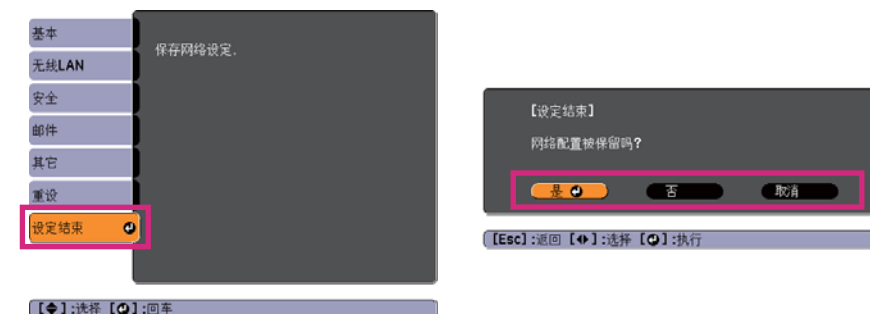 基本
无线LAN
安全
邮件
其它
重设
设定结束
保存网络设定.
[◆]:选择 [↵]:回车
【设定结束】
网络配置被保留吗?
是 否 取消
[Esc]:返回 [◆]:选择 [↵]:执行